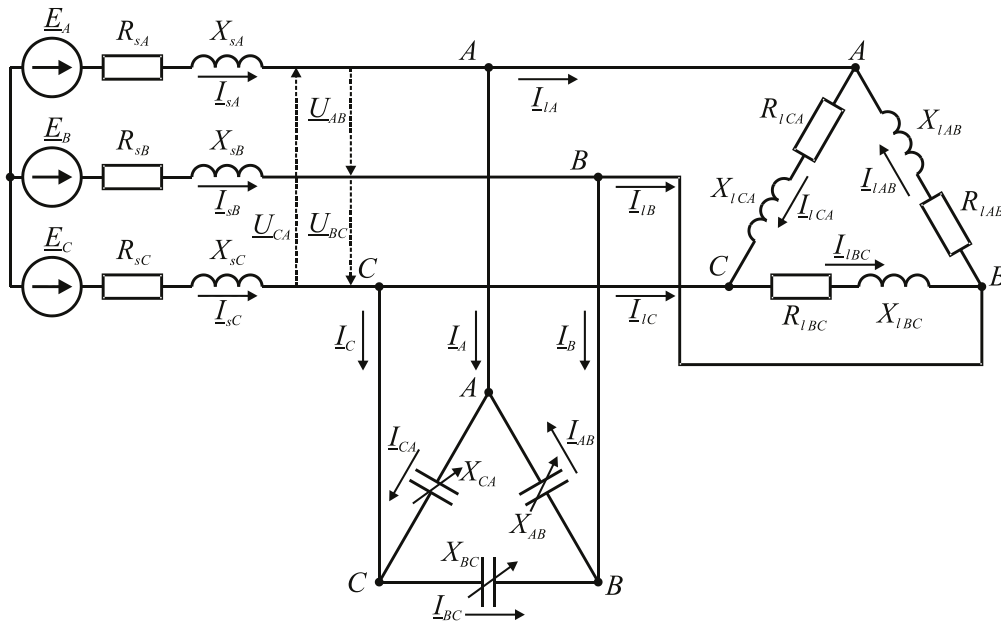 E_A
R_sA
X_sA
I_sA
A
I_lA
A
U_AB
R_lCA
X_lAB
E_B
R_sB
X_sB
I_sB
B
I_lB
X_lCA
I_lCA
I_lAB
R_lAB
U_CA
U_BC
E_C
R_sC
X_sC
I_sC
C
I_lC
C
I_lBC
B
R_lBC
X_lBC
I_C
I_A
I_B
A
I_CA
X_CA
I_AB
X_AB
X_BC
C
B
I_BC